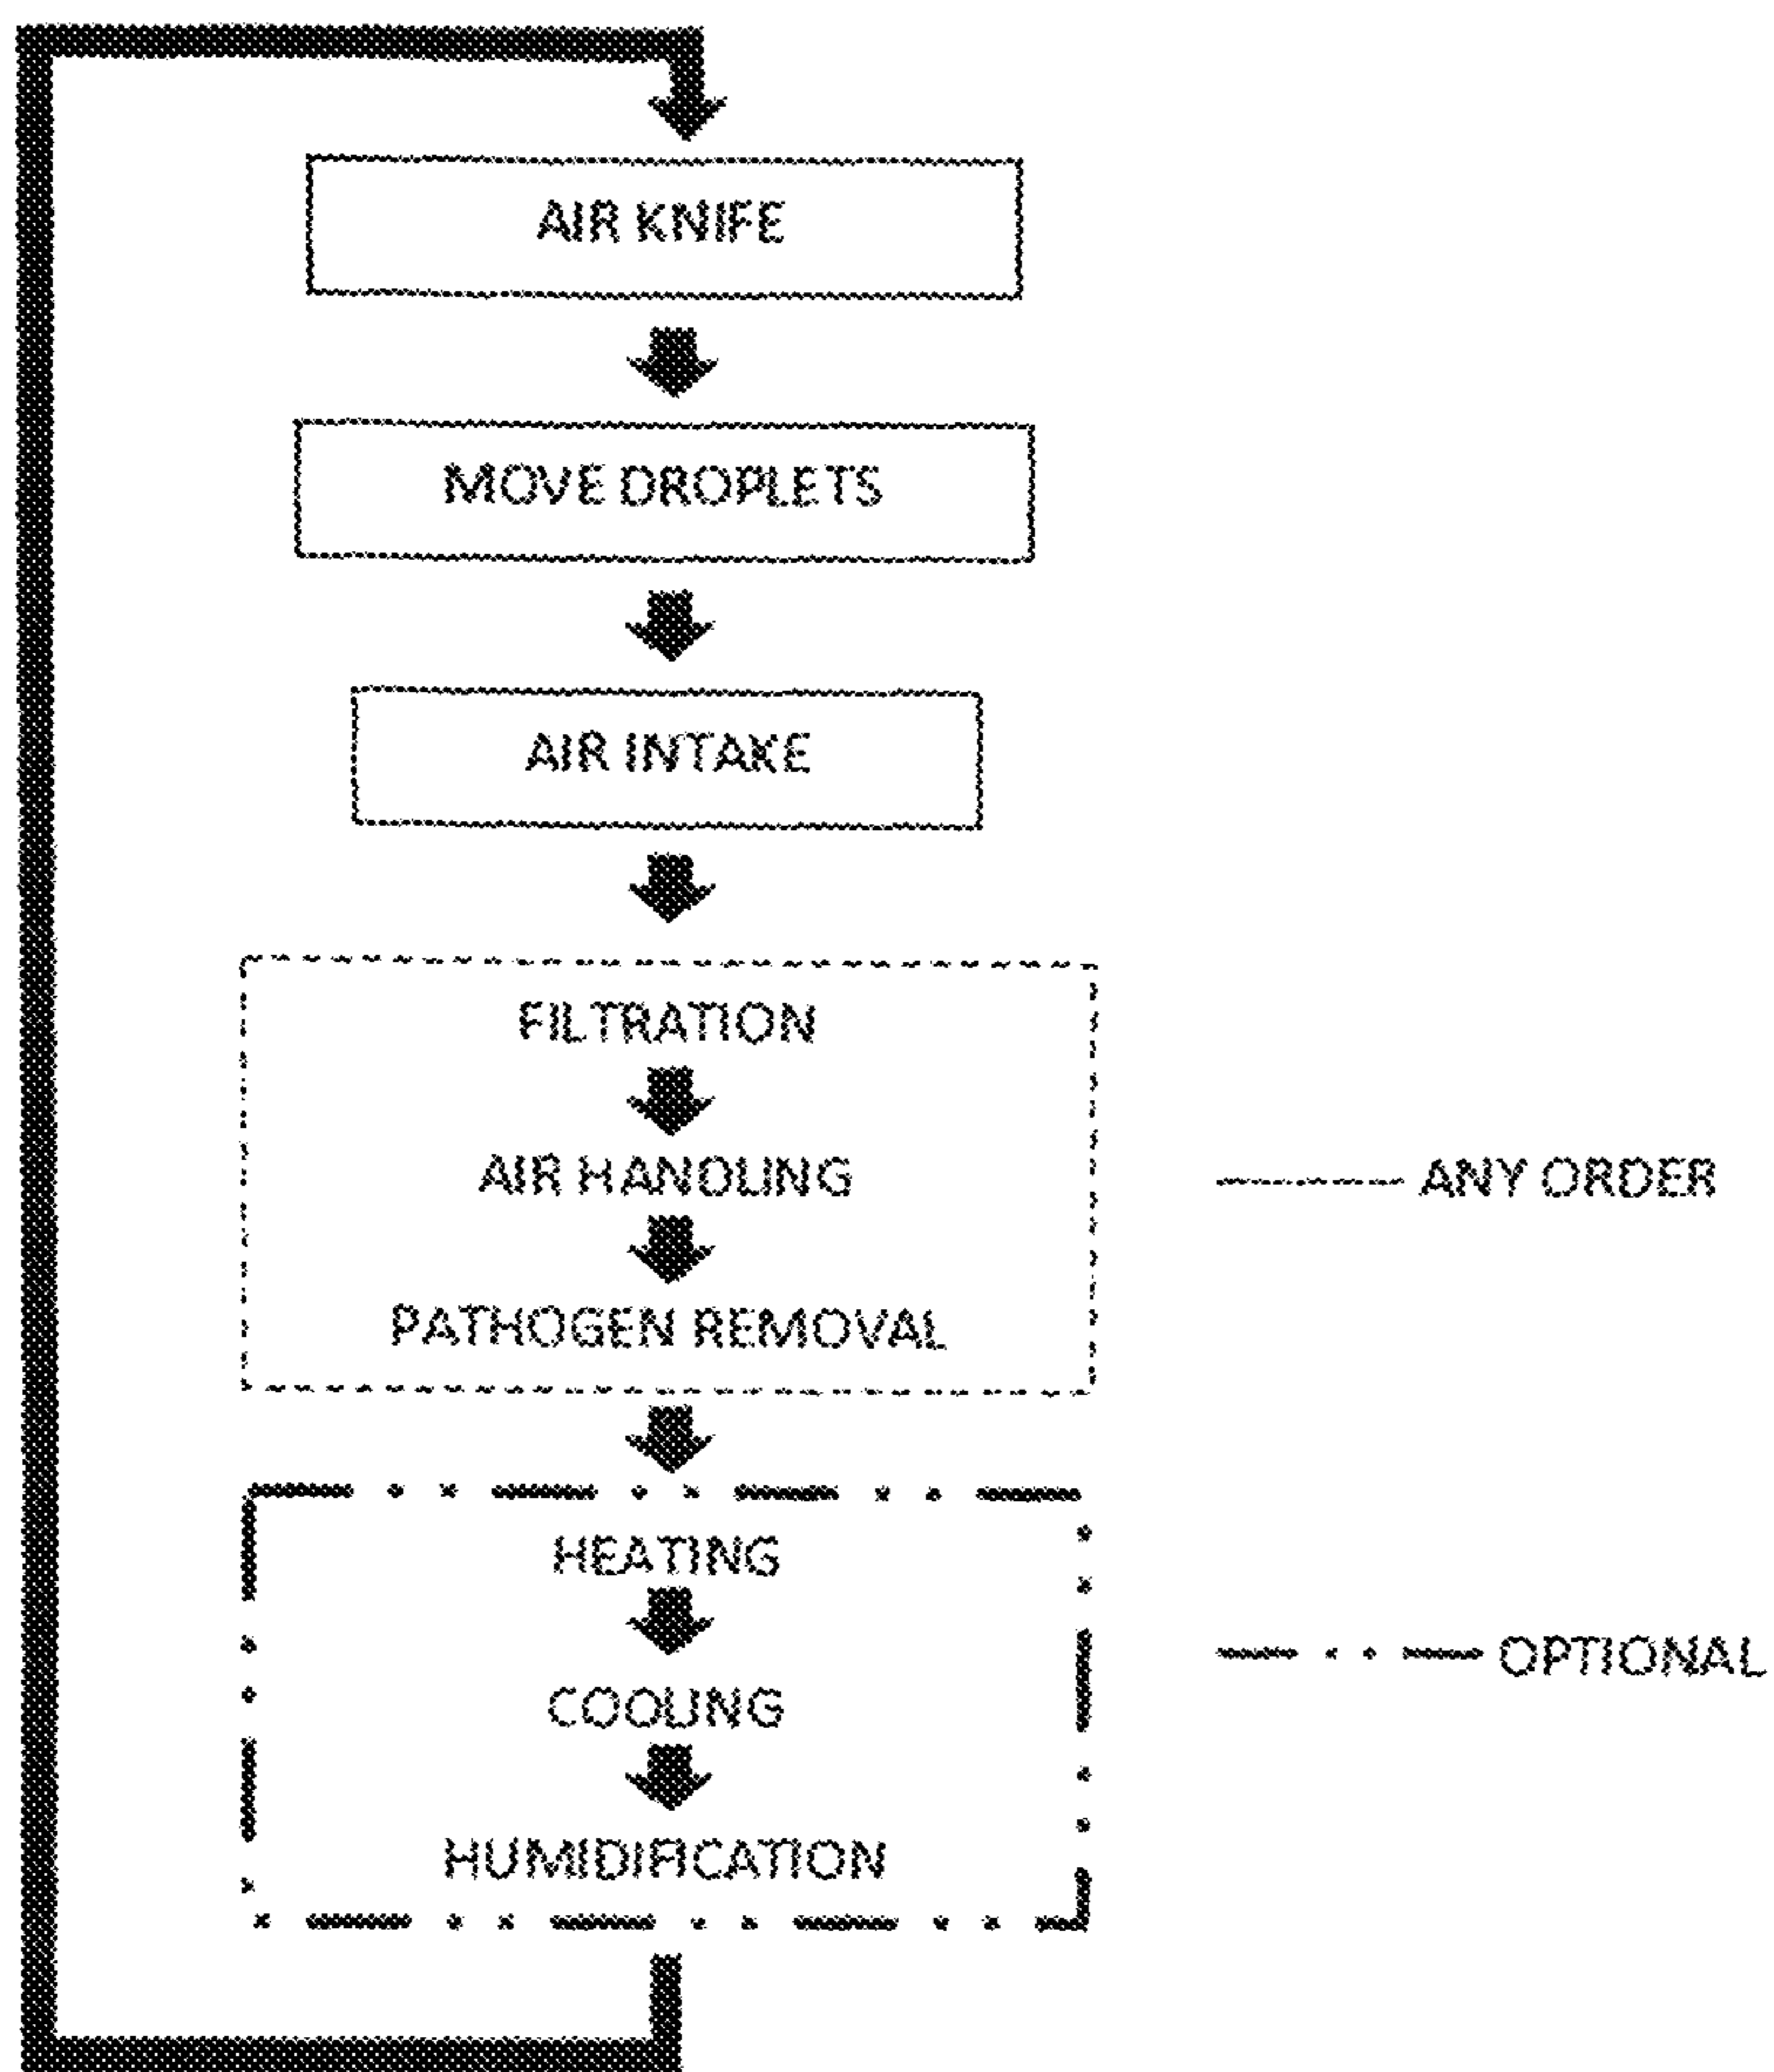 AIR KNIFE
MOVE DROPLETS
AIR INTAKE
FILTRATION
AIR HANDLING
PATHOGEN REMOVAL
ANY ORDER
HEATING
COOLING
HUMIDIFICATION
OPTIONAL